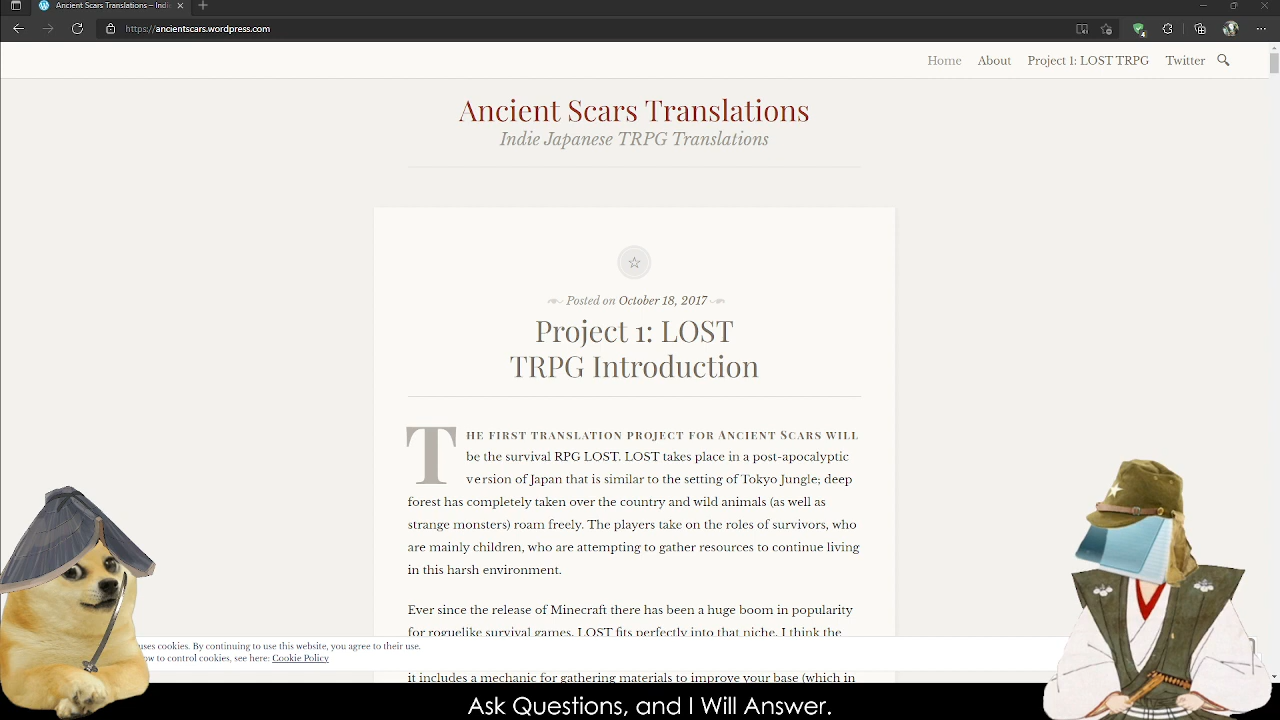 Ancient Scars Translations – Indi
https://ancientscars.wordpress.com
Home About Project 1: LOST TRPG Twitter
Ancient Scars Translations
Indie Japanese TRPG Translations
Posted on October 18, 2017
Project 1: LOST
TRPG Introduction
The first translation project for Ancient Scars will
be the survival RPG LOST. LOST takes place in a post-apocalyptic
version of Japan that is similar to the setting of Tokyo Jungle; deep
forest has completely taken over the country and wild animals (as well as
strange monsters) roam freely. The players take on the roles of survivors, who
are mainly children, who are attempting to gather resources to continue living
in this harsh environment.
Ever since the release of Minecraft there has been a huge boom in popularity
for roguelike survival games. LOST fits perfectly into that niche. I think the
uses cookies. By continuing to use this website, you agree to their use.
ow to control cookies, see here: Cookie Policy
it includes a mechanic for gathering materials to improve your base (which in
Ask Questions, and I Will Answer.